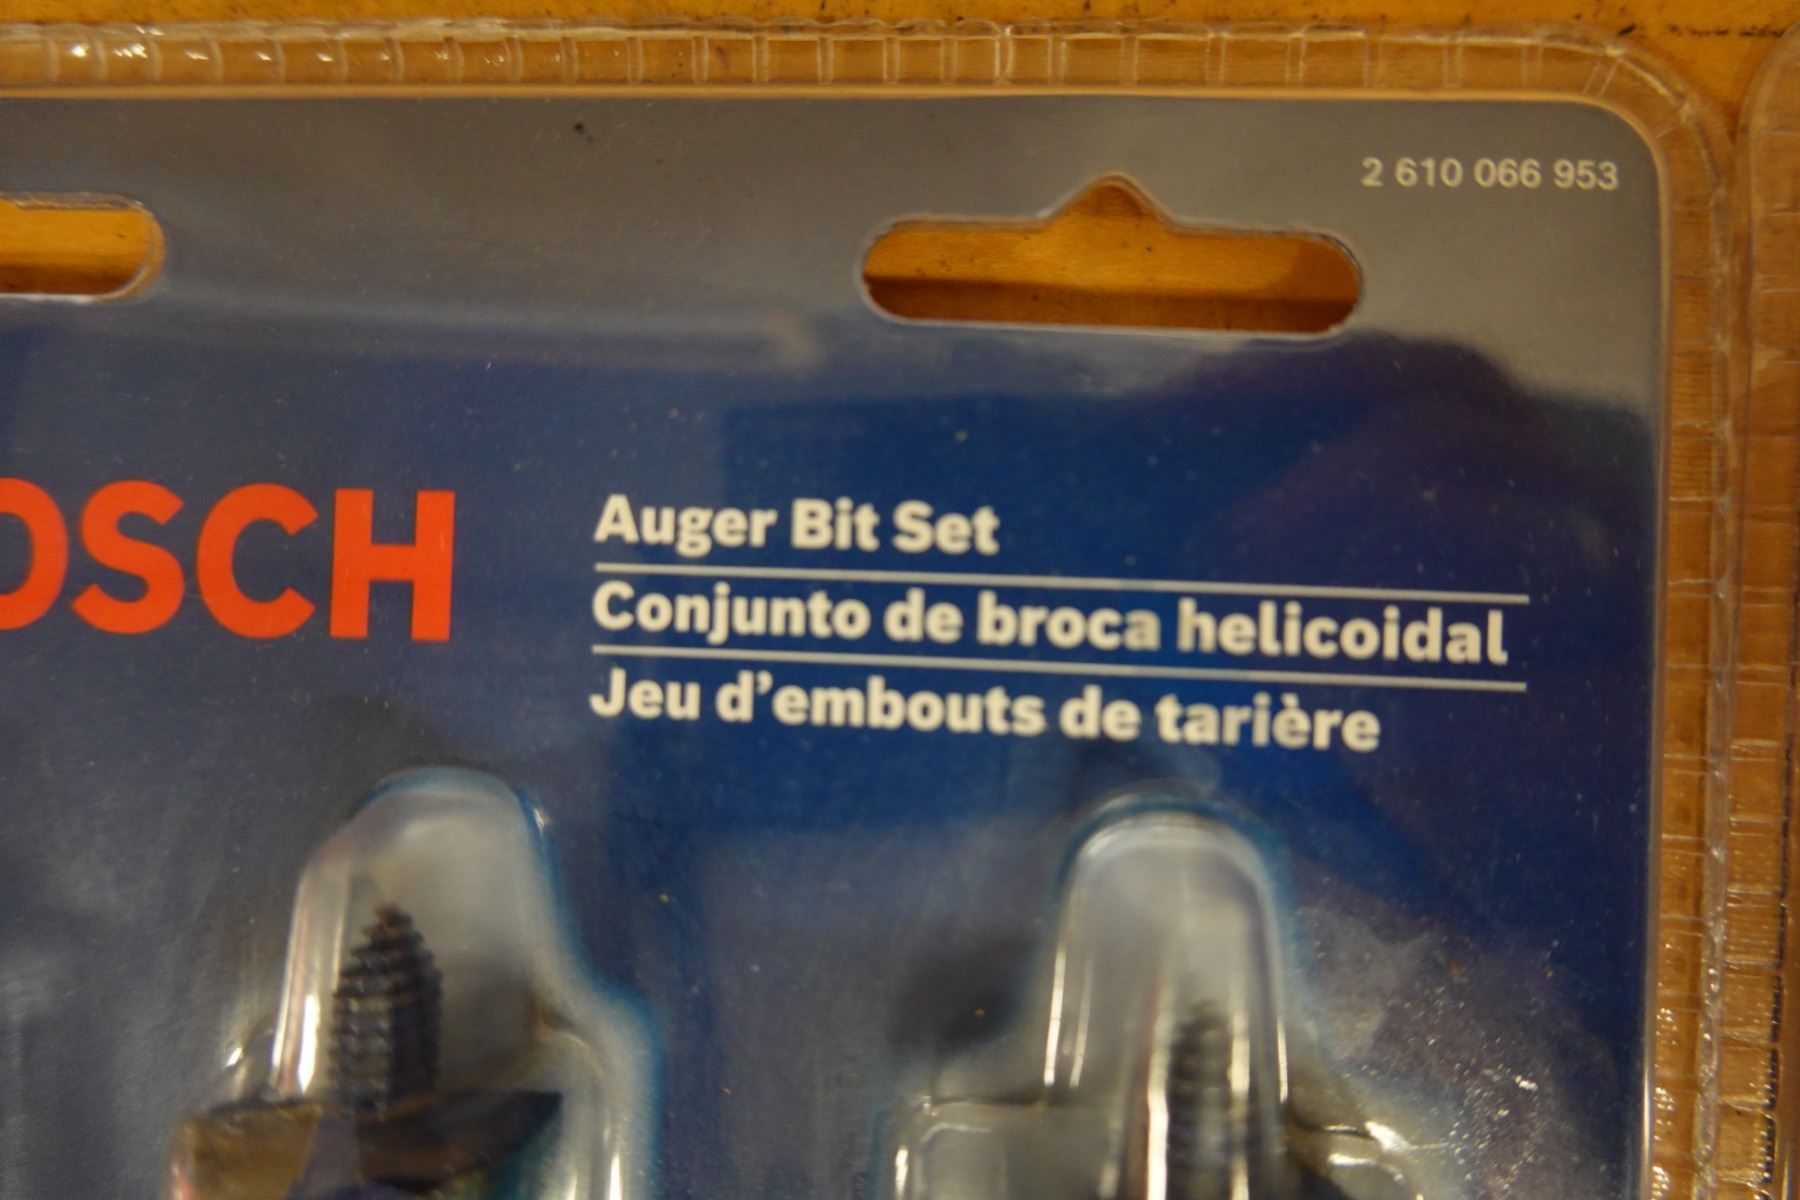 2 610 066 953
OSCH
Auger Bit Set
Conjunto de broca helicoidal
Jeu d'embouts de tarière